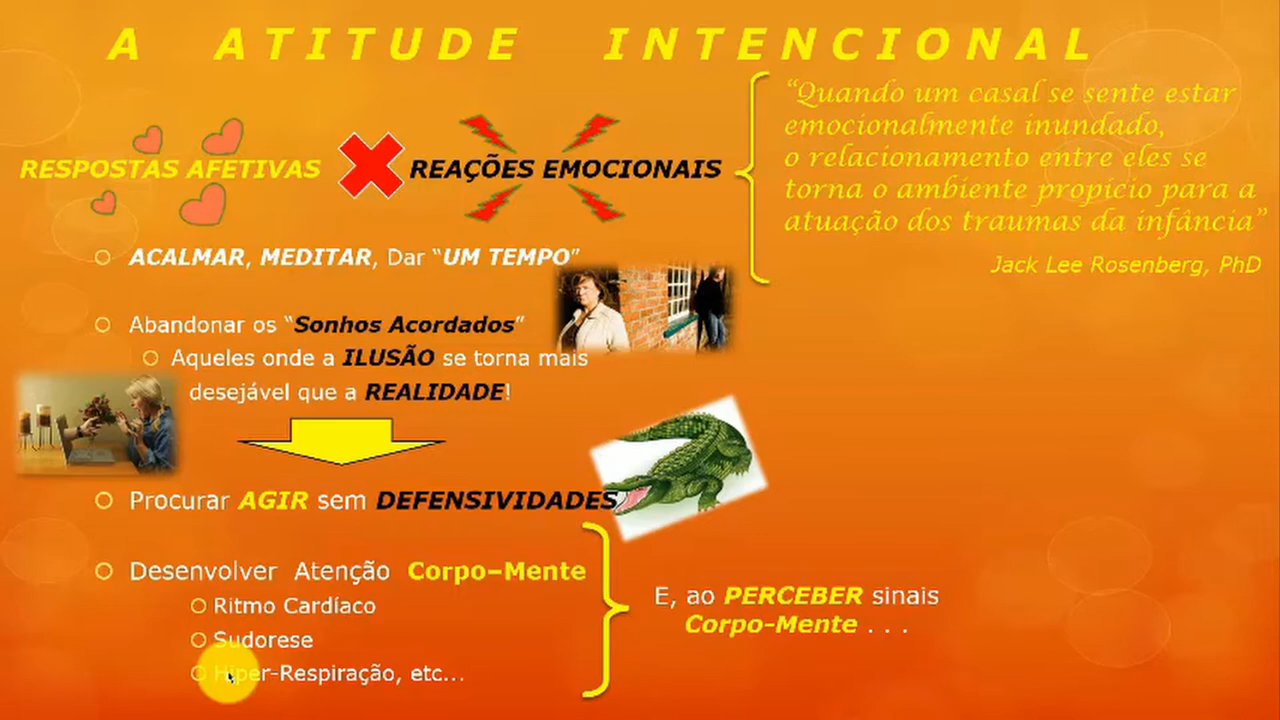 A ATITUDE INTENCIONAL
RESPOSTAS AFETIVAS
REAÇÕES EMOCIONAIS
“Quando um casal se sente estar
emocionalmente inundado,
o relacionamento entre eles se
torna o ambiente propício para a
atuação dos traumas da infância”
Jack Lee Rosenberg, PhD
ACALMAR, MEDITAR, Dar “UM TEMPO”
Abandonar os “Sonhos Acordados”
Aqueles onde a ILUSÃO se torna mais
desejável que a REALIDADE!
Procurar AGIR sem DEFENSIVIDADES
Desenvolver Atenção Corpo–Mente
Ritmo Cardíaco
Sudorese
Hiper-Respiração, etc...
E, ao PERCEBER sinais
Corpo-Mente . . .